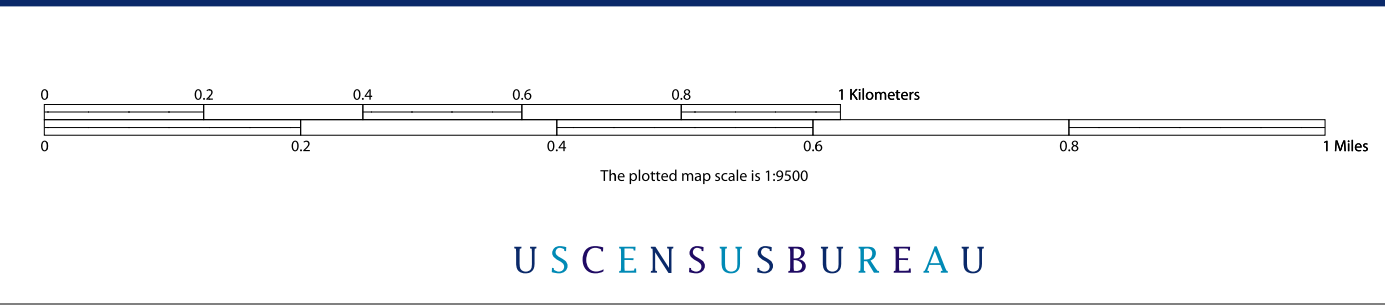 0 0.2 0.4 0.6 0.8 1 Kilometers
0 0.2 0.4 0.6 0.8 1 Miles
The plotted map scale is 1:9500
USCENSUSBUREAU